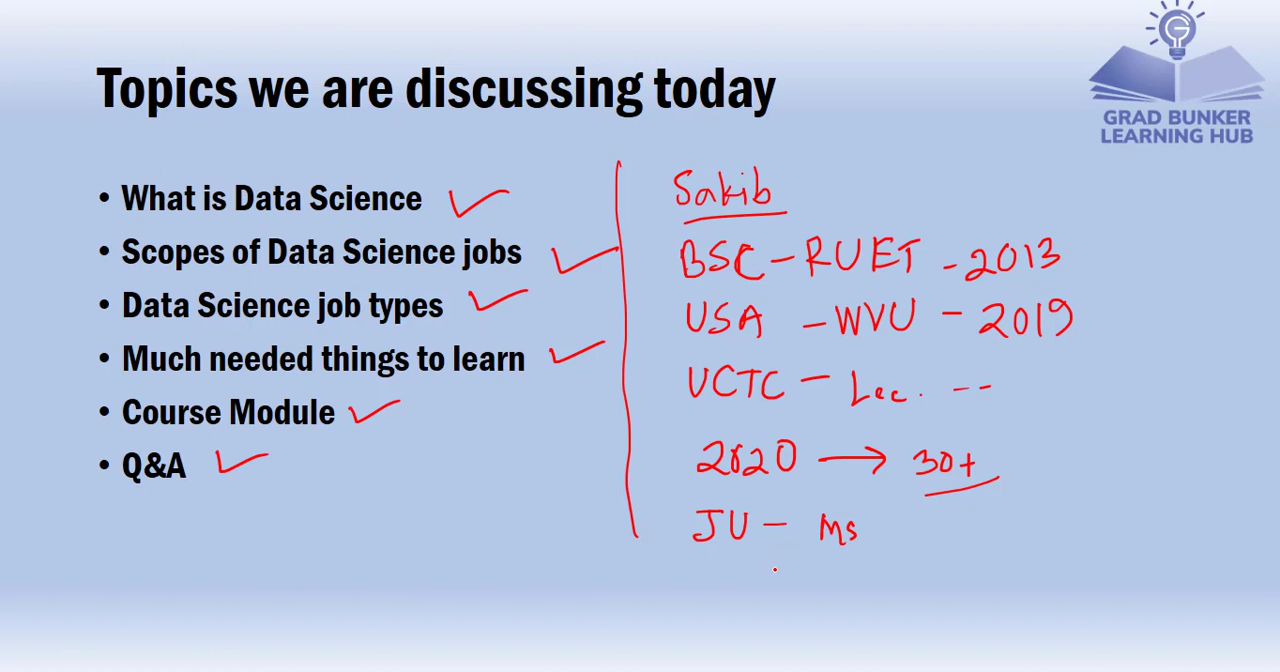 Topics we are discussing today
GRAD BUNKER
LEARNING HUB
• What is Data Science
• Scopes of Data Science jobs
• Data Science job types
• Much needed things to learn
• Course Module
• Q&A
Sakib
BSC - RUET - 2013
USA - WVU - 2019
UCTC - Lec. --
2020 → 30+
JU - Ms